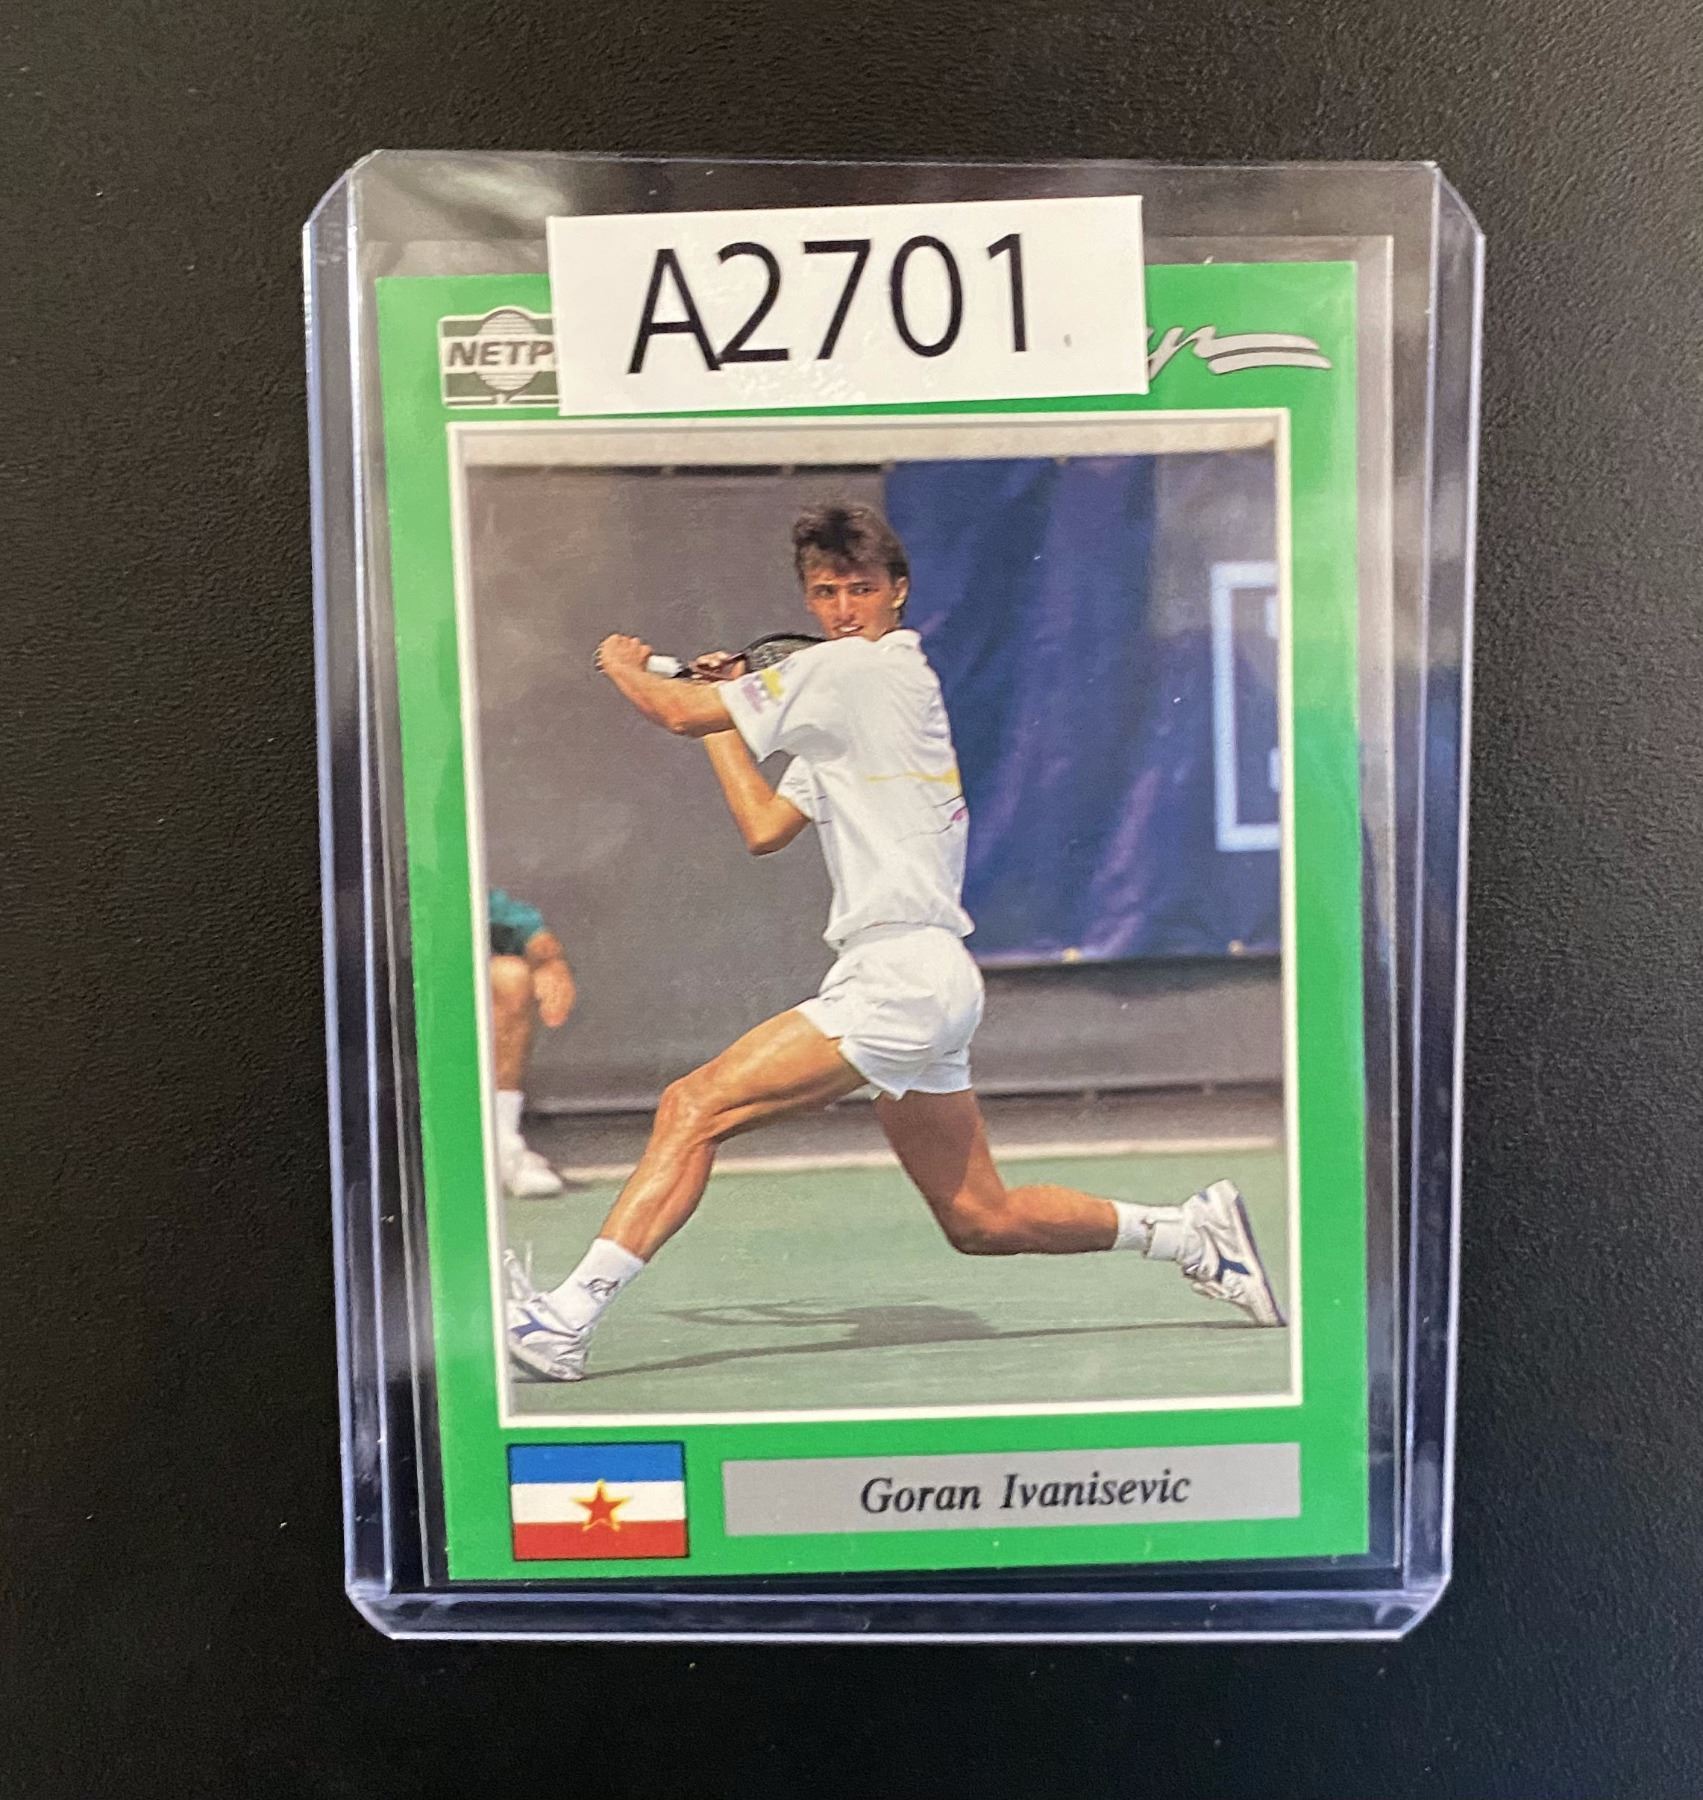 A2701
NETP
Goran Ivanisevic